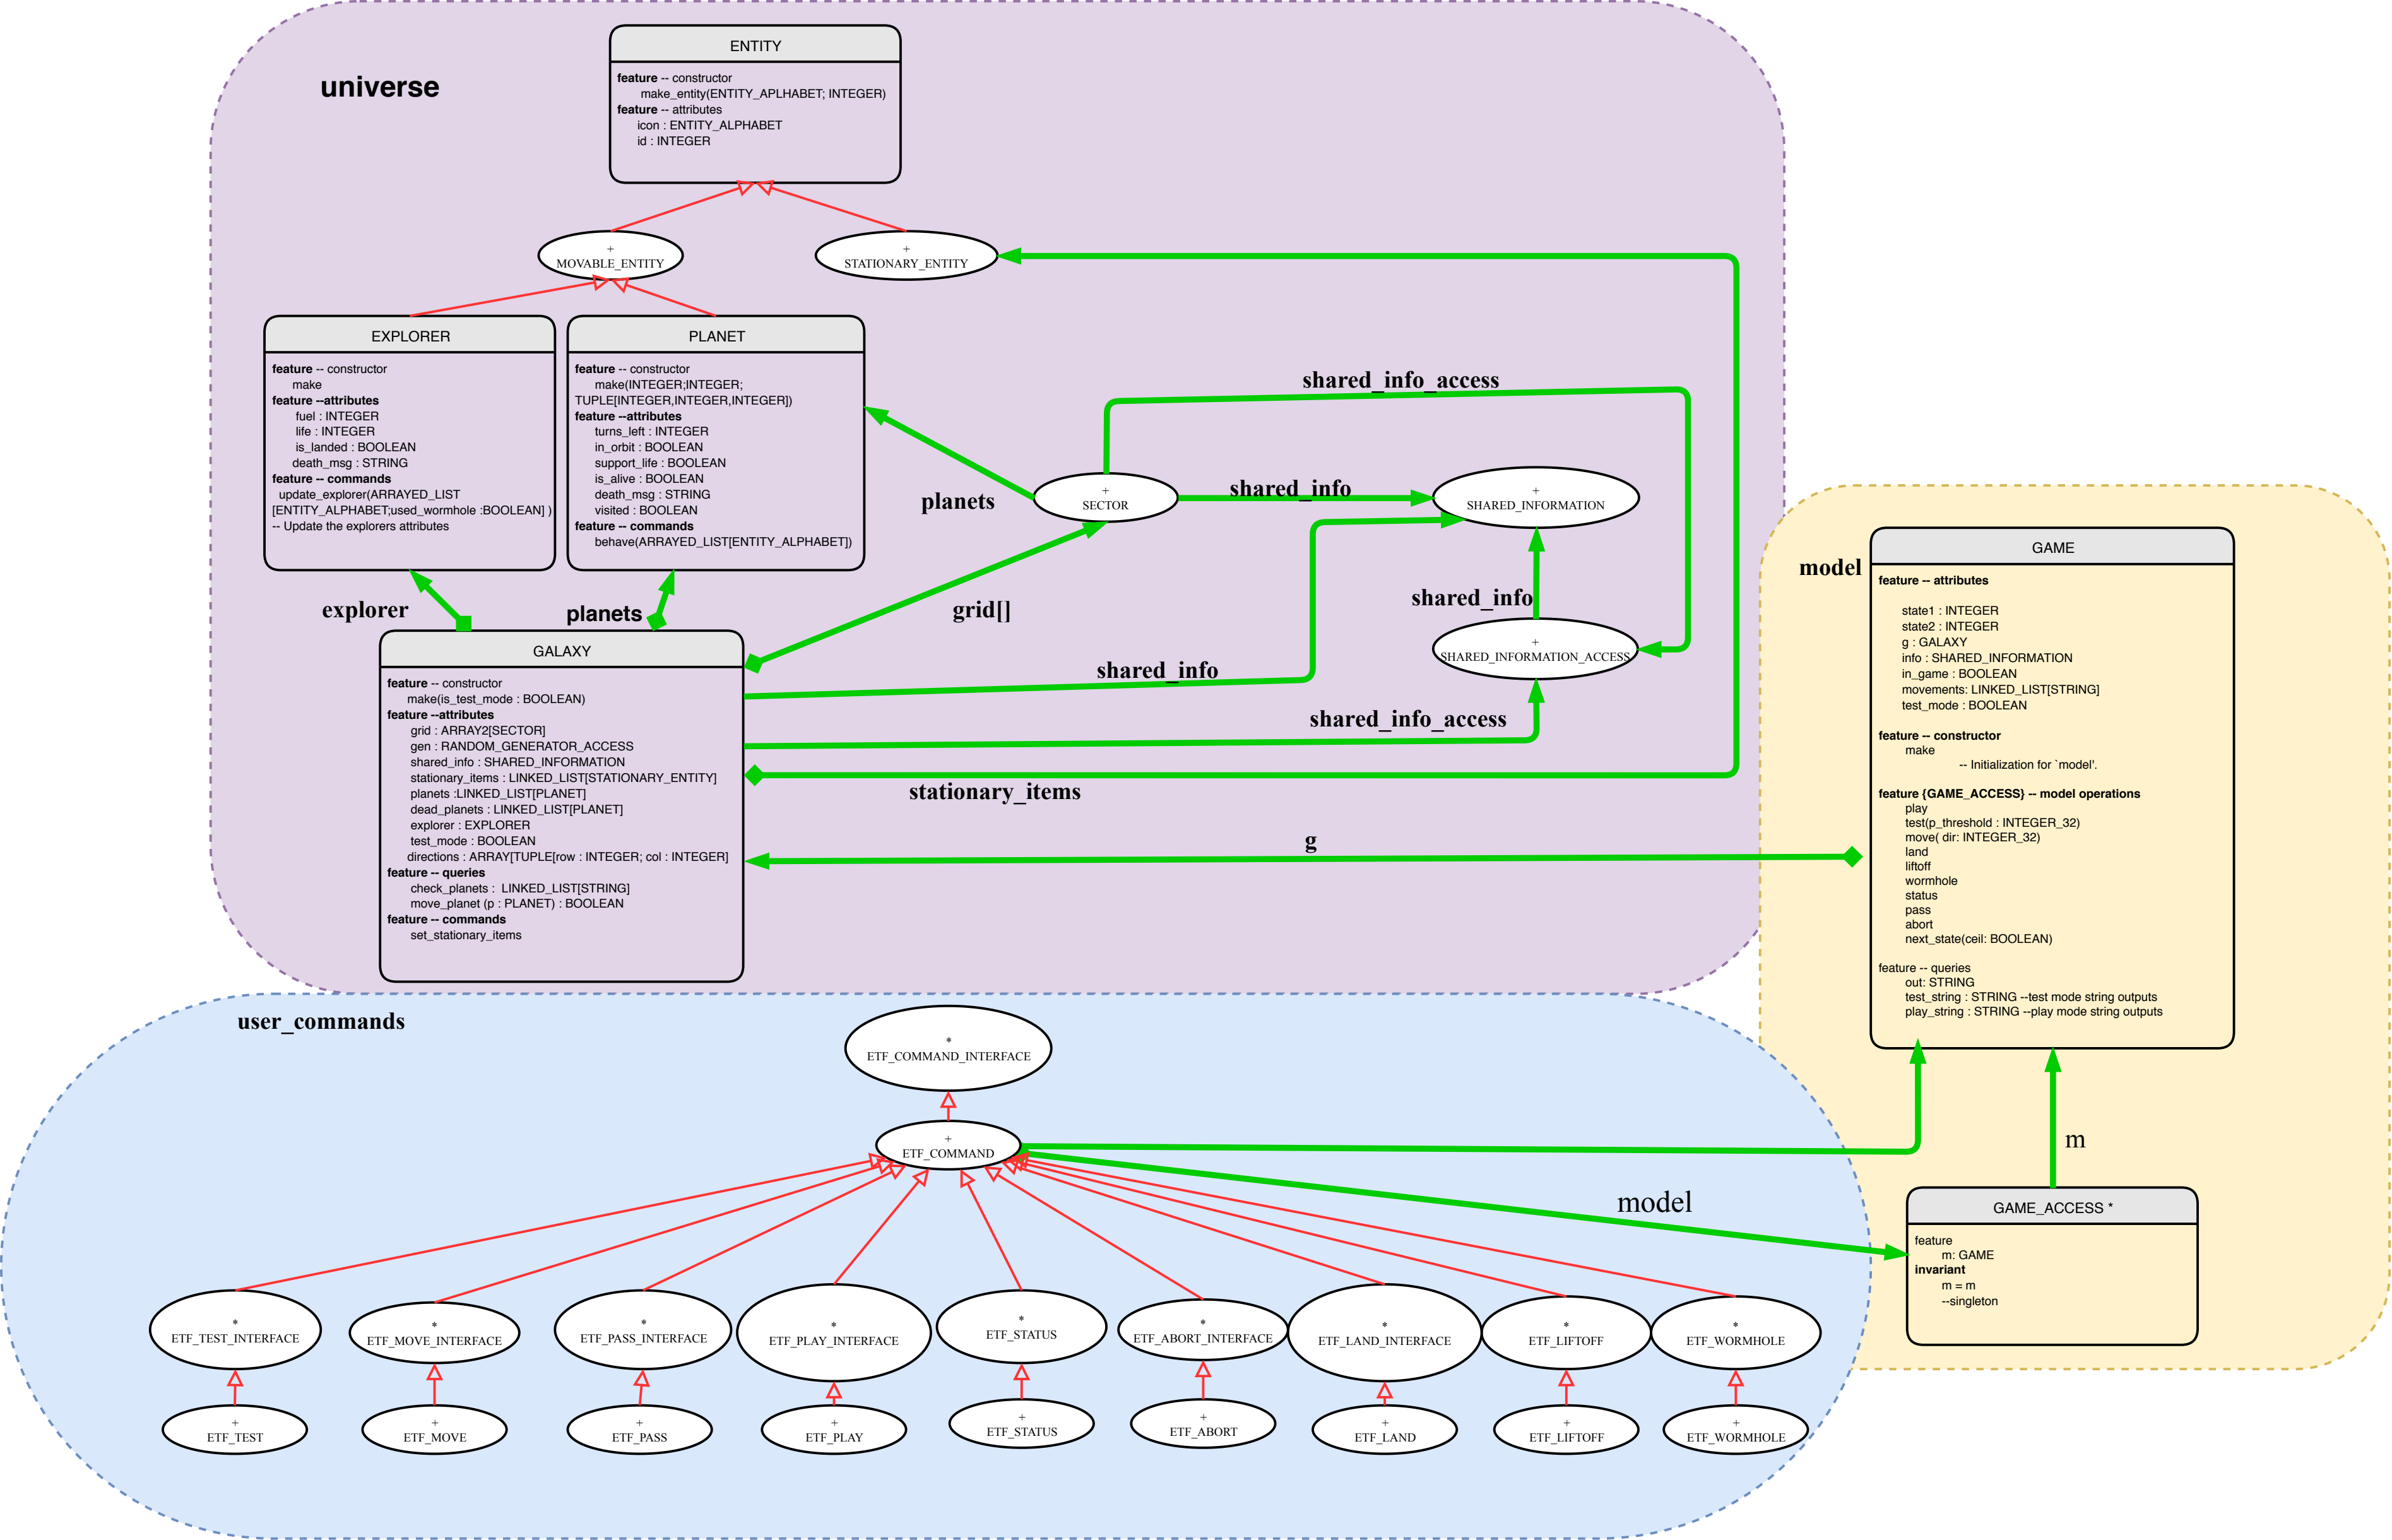 universe
ENTITY
feature -- constructor
make_entity(ENTITY_APLHABET; INTEGER)
feature -- attributes
icon : ENTITY_ALPHABET
id : INTEGER
+
MOVABLE_ENTITY
+
STATIONARY_ENTITY
EXPLORER
feature -- constructor
make
feature --attributes
fuel : INTEGER
life : INTEGER
is_landed : BOOLEAN
death_msg : STRING
feature -- commands
update_explorer(ARRAYED_LIST
[ENTITY_ALPHABET;used_wormhole :BOOLEAN] )
-- Update the explorers attributes
PLANET
feature -- constructor
make(INTEGER;INTEGER;
TUPLE[INTEGER,INTEGER,INTEGER])
feature --attributes
turns_left : INTEGER
in_orbit : BOOLEAN
support_life : BOOLEAN
is_alive : BOOLEAN
death_msg : STRING
visited : BOOLEAN
feature -- commands
behave(ARRAYED_LIST[ENTITY_ALPHABET])
shared_info_access
planets
+
SECTOR
shared_info
+
SHARED_INFORMATION
explorer
planets
grid[]
shared_info
+
SHARED_INFORMATION_ACCESS
shared_info
shared_info_access
stationary_items
g
GALAXY
feature -- constructor
make(is_test_mode : BOOLEAN)
feature --attributes
grid : ARRAY2[SECTOR]
gen : RANDOM_GENERATOR_ACCESS
shared_info : SHARED_INFORMATION
stationary_items : LINKED_LIST[STATIONARY_ENTITY]
planets :LINKED_LIST[PLANET]
dead_planets : LINKED_LIST[PLANET]
explorer : EXPLORER
test_mode : BOOLEAN
directions : ARRAY[TUPLE[row : INTEGER; col : INTEGER]
feature -- queries
check_planets :  LINKED_LIST[STRING]
move_planet (p : PLANET) : BOOLEAN
feature -- commands
set_stationary_items
model
GAME
feature -- attributes
state1 : INTEGER
state2 : INTEGER
g : GALAXY
info : SHARED_INFORMATION
in_game : BOOLEAN
movements: LINKED_LIST[STRING]
test_mode : BOOLEAN
feature -- constructor
make
-- Initialization for `model'.
feature {GAME_ACCESS} -- model operations
play
test(p_threshold : INTEGER_32)
move( dir: INTEGER_32)
land
liftoff
wormhole
status
pass
abort
next_state(ceil: BOOLEAN)
feature -- queries
out: STRING
test_string : STRING --test mode string outputs
play_string : STRING --play mode string outputs
m
GAME_ACCESS *
feature
m: GAME
invariant
m = m
--singleton
user_commands
*
ETF_COMMAND_INTERFACE
+
ETF_COMMAND
model
*
ETF_TEST_INTERFACE
*
ETF_MOVE_INTERFACE
*
ETF_PASS_INTERFACE
*
ETF_PLAY_INTERFACE
*
ETF_STATUS
*
ETF_ABORT_INTERFACE
*
ETF_LAND_INTERFACE
*
ETF_LIFTOFF
*
ETF_WORMHOLE
+
ETF_TEST
+
ETF_MOVE
+
ETF_PASS
+
ETF_PLAY
+
ETF_STATUS
+
ETF_ABORT
+
ETF_LAND
+
ETF_LIFTOFF
+
ETF_WORMHOLE